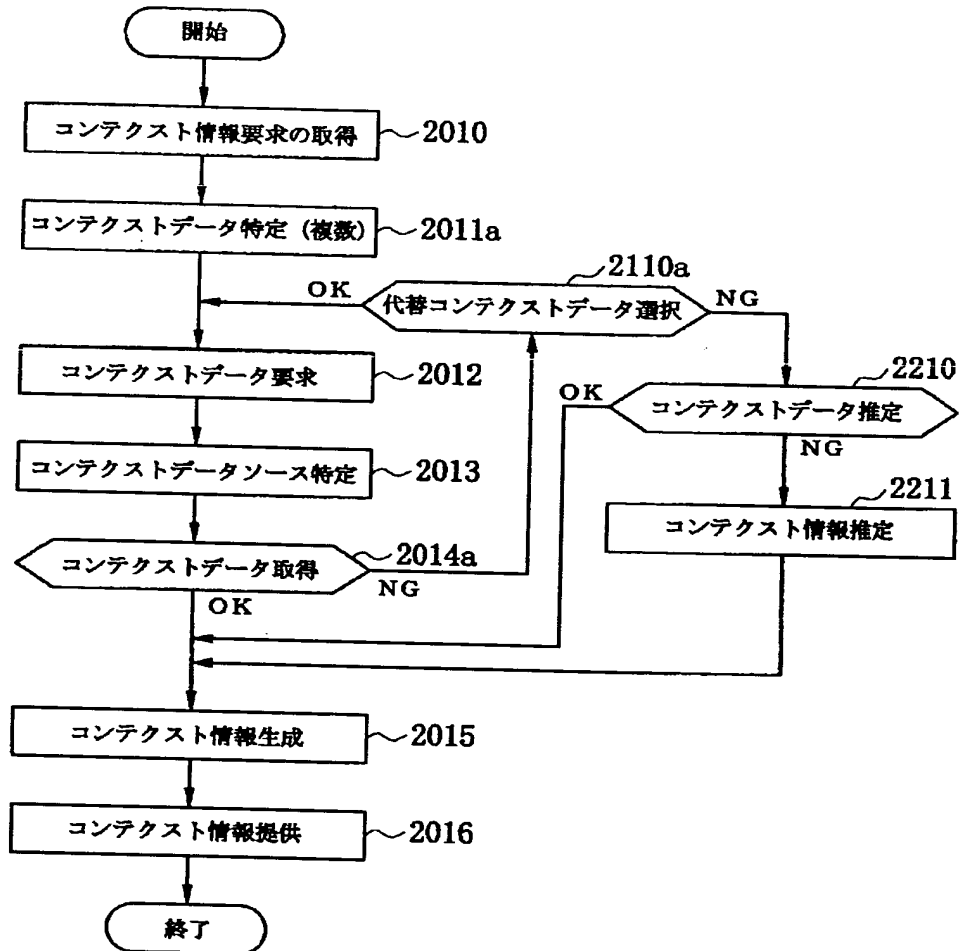 開始
コンテクスト情報要求の取得 2010
コンテクストデータ特定(複数) 2011a
2110a
OK 代替コンテクストデータ選択 NG
コンテクストデータ要求 2012
2210
OK コンテクストデータ推定
NG
コンテクストデータソース特定 2013
2211
コンテクスト情報推定
コンテクストデータ取得 2014a
NG
OK
コンテクスト情報生成 2015
コンテクスト情報提供 2016
終了